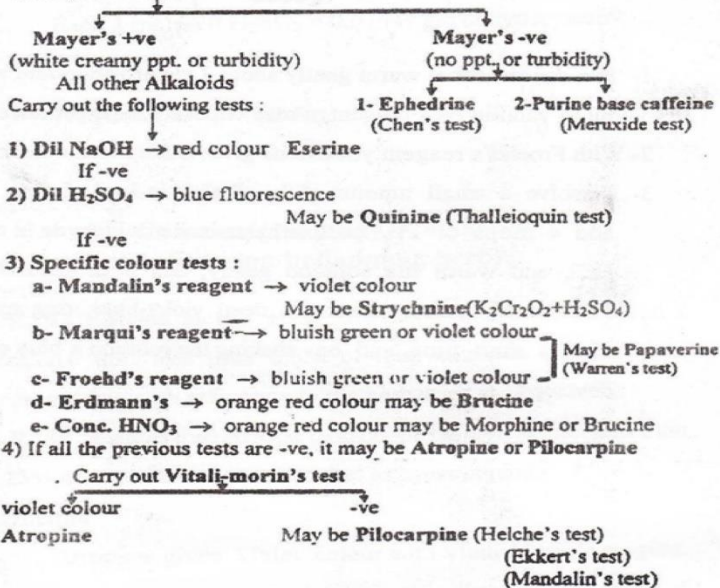 Mayer's +ve Mayer's -ve
(white creamy ppt. or turbidity) (no ppt. or turbidity)
All other Alkaloids
Carry out the following tests : 1- Ephedrine 2-Purine base caffeine
(Chen's test) (Meruxide test)
1) Dil NaOH → red colour Eserine
If -ve
2) Dil H₂SO₄ → blue fluorescence
May be Quinine (Thalleioquin test)
If -ve
3) Specific colour tests :
a- Mandalin's reagent → violet colour
May be Strychnine(K₂Cr₂O₂+H₂SO₄)
b- Marqui's reagent → bluish green or violet colour
May be Papaverine
(Warren's test)
c- Froehd's reagent → bluish green or violet colour
d- Erdmann's → orange red colour may be Brucine
e- Conc. HNO₃ → orange red colour may be Morphine or Brucine
4) If all the previous tests are -ve, it may be Atropine or Pilocarpine
Carry out Vitali-morin's test
violet colour -ve
Atropine May be Pilocarpine (Helche's test)
(Ekkert's test)
(Mandalin's test)